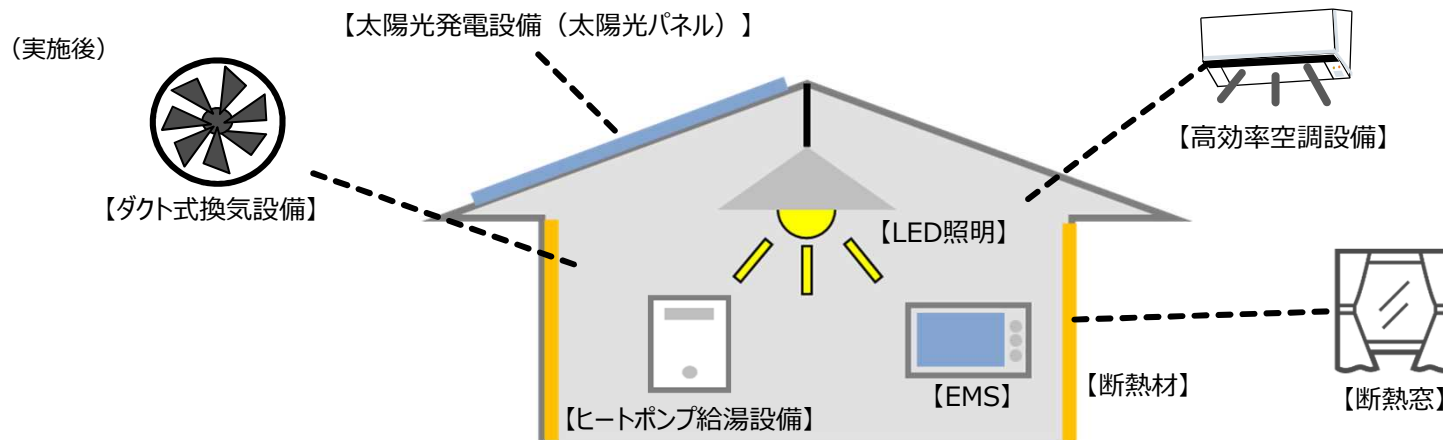 （実施後）
【太陽光発電設備（太陽光パネル）】
【高効率空調設備】
【ダクト式換気設備】
【LED照明】
【ヒートポンプ給湯設備】
【EMS】
【断熱材】
【断熱窓】